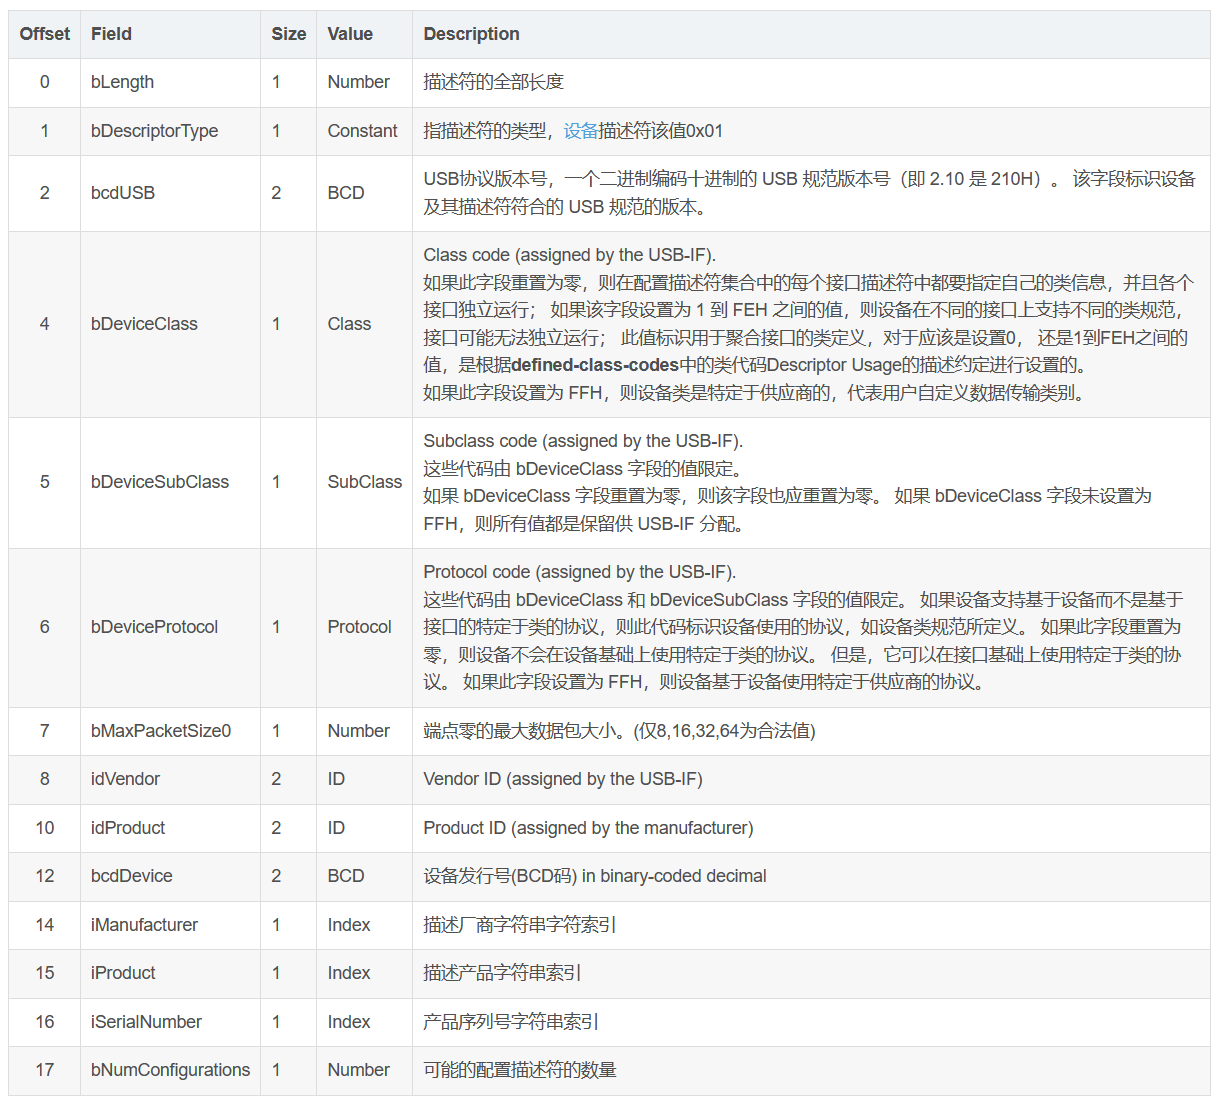 Offset Field Size Value Description
0 bLength 1 Number 描述符的全部长度
1 bDescriptorType 1 Constant 指描述符的类型，设备描述符该值0x01
2 bcdUSB 2 BCD USB协议版本号，一个二进制编码十进制的 USB 规范版本号（即 2.10 是 210H）。 该字段标识设备
及其描述符符合的 USB 规范的版本。
4 bDeviceClass 1 Class Class code (assigned by the USB-IF).
如果此字段重置为零，则在配置描述符集合中的每个接口描述符中都要指定自己的类信息，并且各个
接口独立运行； 如果该字段设置为 1 到 FEH 之间的值，则设备在不同的接口上支持不同的类规范，
接口可能无法独立运行； 此值标识用于聚合接口的类定义，对于应该是设置0， 还是1到FEH之间的
值，是根据defined-class-codes中的类代码Descriptor Usage的描述约定进行设置的。
如果此字段设置为 FFH，则设备类是特定于供应商的，代表用户自定义数据传输类别。
5 bDeviceSubClass 1 SubClass Subclass code (assigned by the USB-IF).
这些代码由 bDeviceClass 字段的值限定。
如果 bDeviceClass 字段重置为零，则该字段也应重置为零。 如果 bDeviceClass 字段未设置为
FFH，则所有值都是保留供 USB-IF 分配。
6 bDeviceProtocol 1 Protocol Protocol code (assigned by the USB-IF).
这些代码由 bDeviceClass 和 bDeviceSubClass 字段的值限定。 如果设备支持基于设备而不是基于
接口的特定于类的协议，则此代码标识设备使用的协议，如设备类规范所定义。 如果此字段重置为
零，则设备不会在设备基础上使用特定于类的协议。 但是，它可以在接口基础上使用特定于类的协
议。 如果此字段设置为 FFH，则设备基于设备使用特定于供应商的协议。
7 bMaxPacketSize0 1 Number 端点零的最大数据包大小。(仅8,16,32,64为合法值)
8 idVendor 2 ID Vendor ID (assigned by the USB-IF)
10 idProduct 2 ID Product ID (assigned by the manufacturer)
12 bcdDevice 2 BCD 设备发行号(BCD码) in binary-coded decimal
14 iManufacturer 1 Index 描述厂商字符串字符索引
15 iProduct 1 Index 描述产品字符串索引
16 iSerialNumber 1 Index 产品序列号字符串索引
17 bNumConfigurations 1 Number 可能的配置描述符的数量